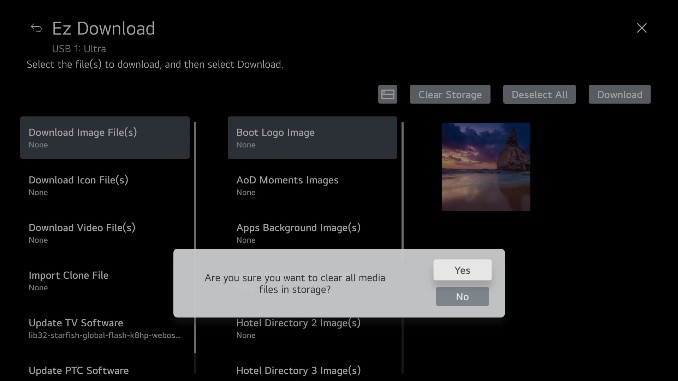 Ez Download
USB 1: Ultra
Select the file(s) to download, and then select Download.
Clear Storage
Deselect All
Download
Download Image File(s)
None
Download Icon File(s)
None
Download Video File(s)
None
Import Clone File
None
Update TV Software
lib32-starfish-global-flash-k8hp-webos...
Update PTC Software
Boot Logo Image
None
AoD Moments Images
None
Apps Background Image(s)
None
Hotel Directory 2 Image(s)
None
Hotel Directory 3 Image(s)
Are you sure you want to clear all media
files in storage?
Yes
No